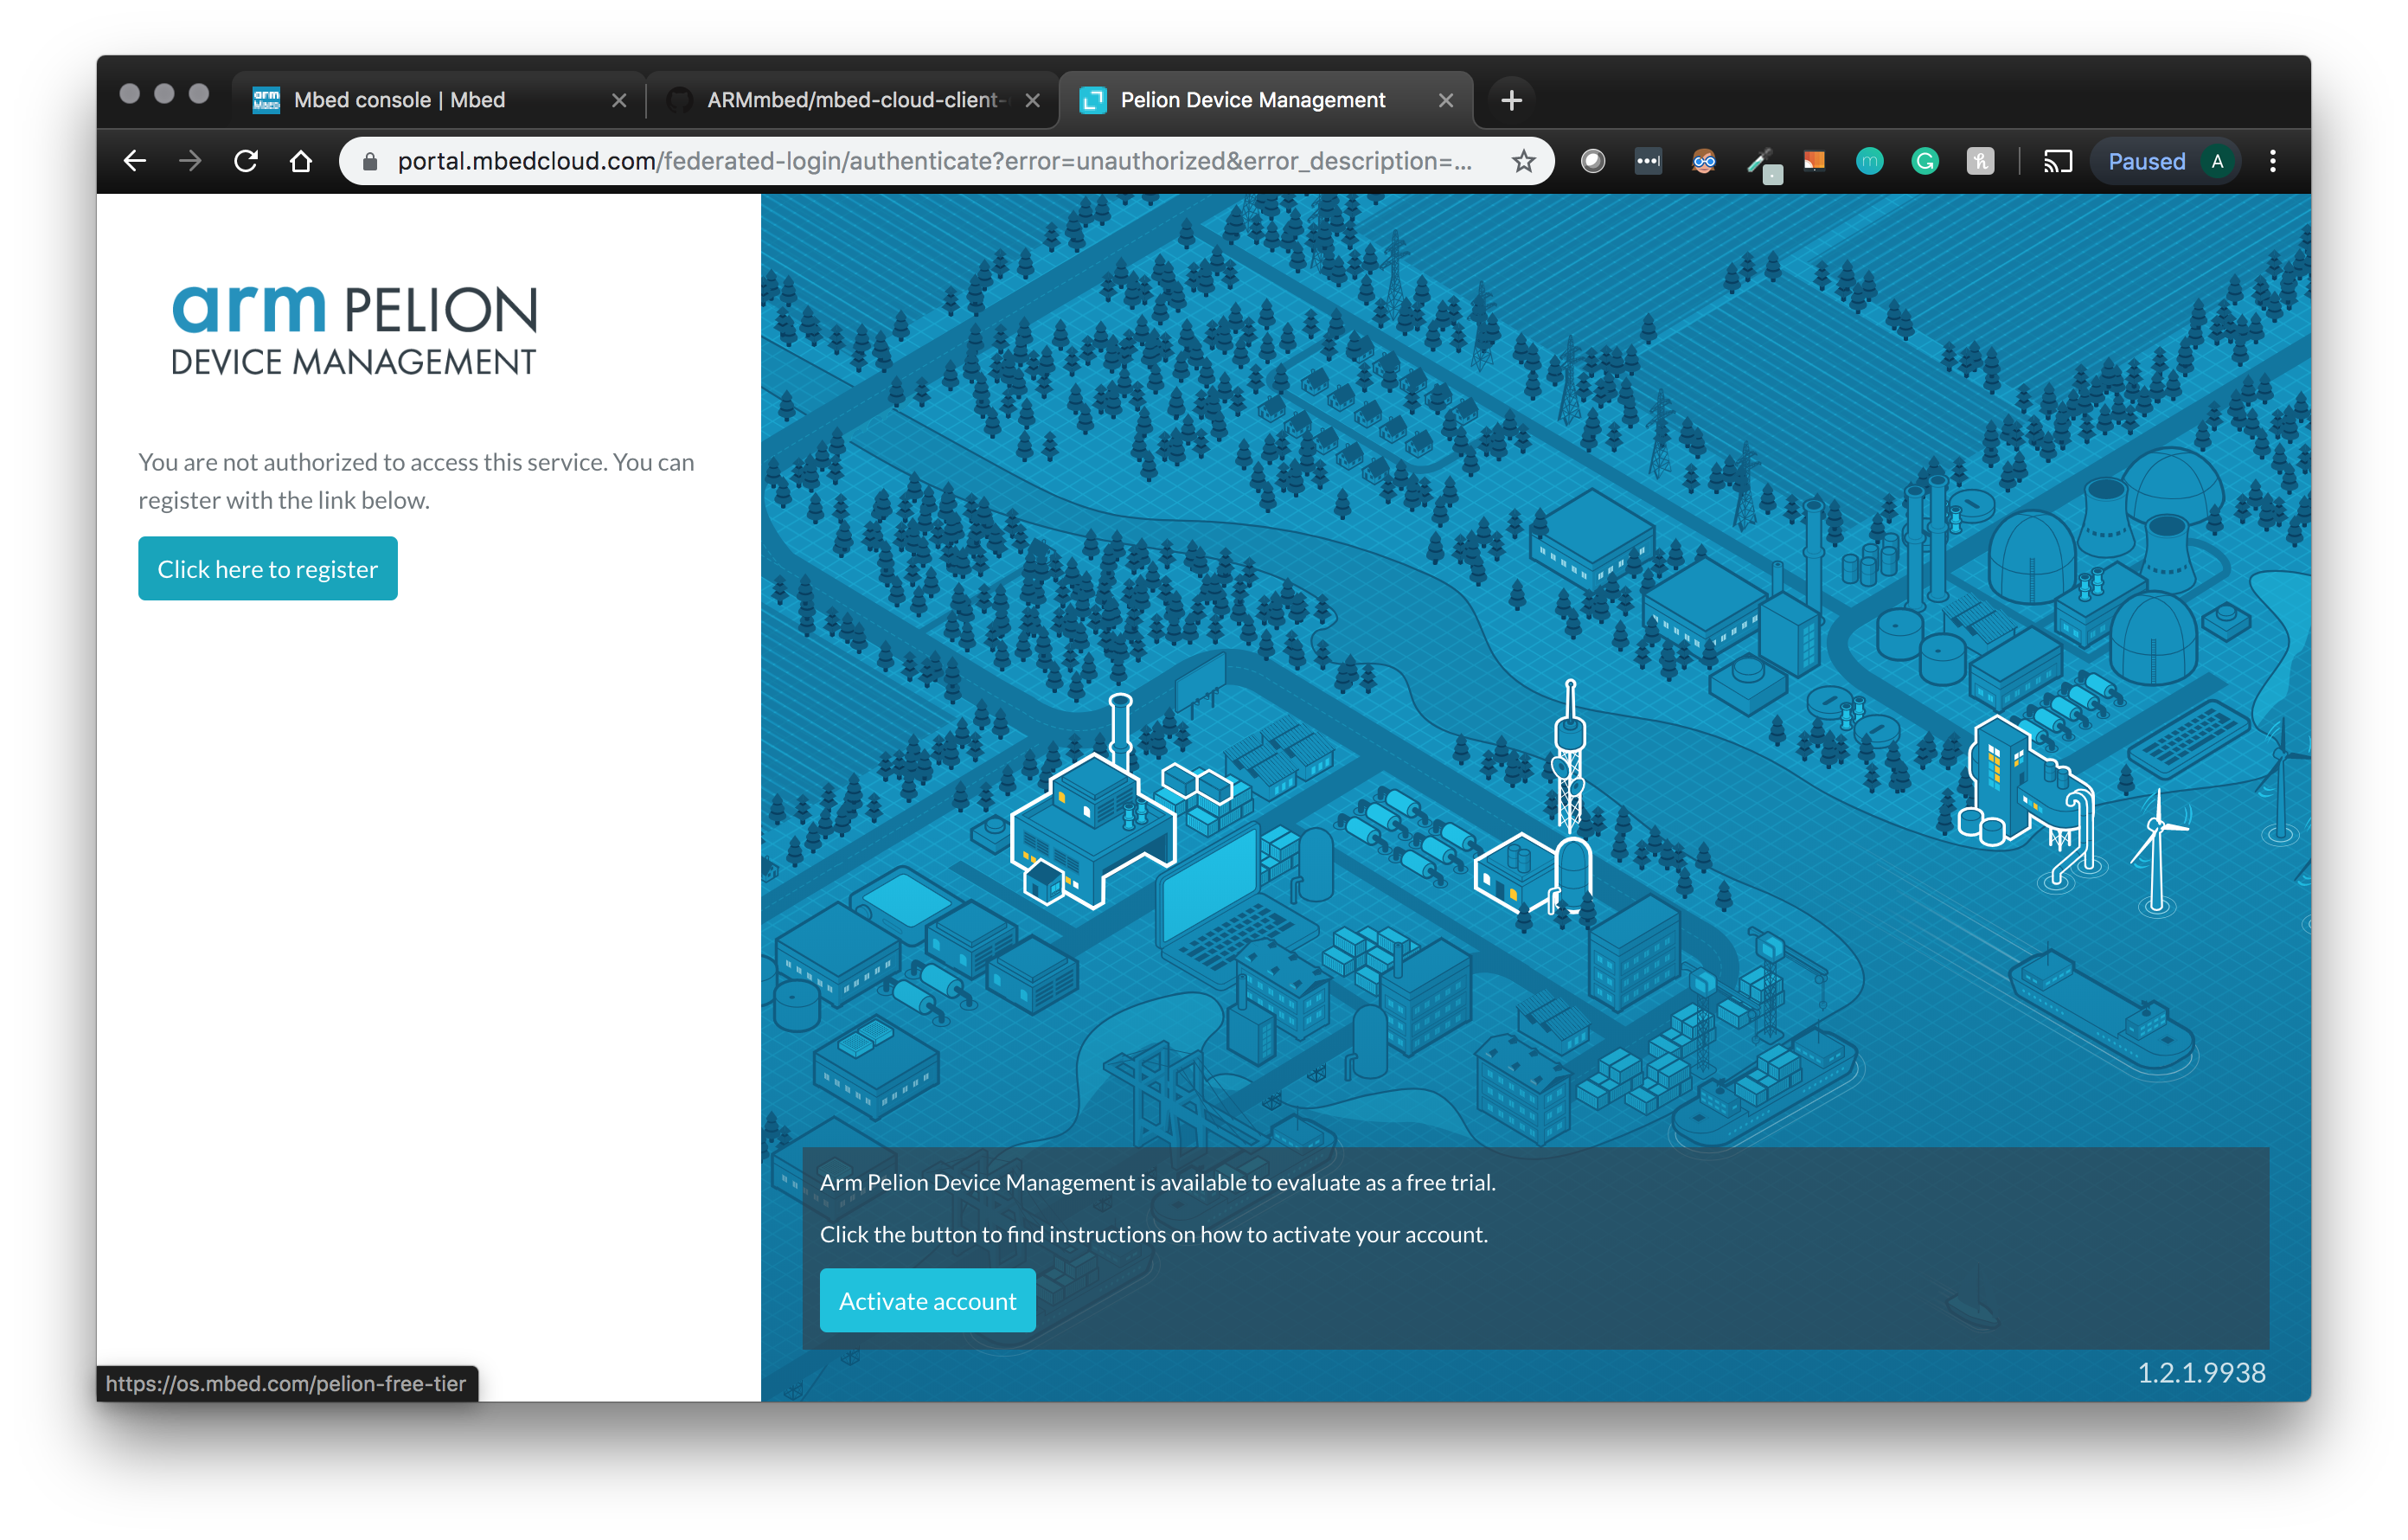 arm Mbed
Mbed console | Mbed
ARMmbed/mbed-cloud-client-
Pelion Device Management
portal.mbedcloud.com/federated-login/authenticate?error=unauthorized&error_description=...
Paused A
arm PELION
DEVICE MANAGEMENT
You are not authorized to access this service. You can
register with the link below.
Click here to register
Arm Pelion Device Management is available to evaluate as a free trial.
Click the button to find instructions on how to activate your account.
Activate account
1.2.1.9938
https://os.mbed.com/pelion-free-tier